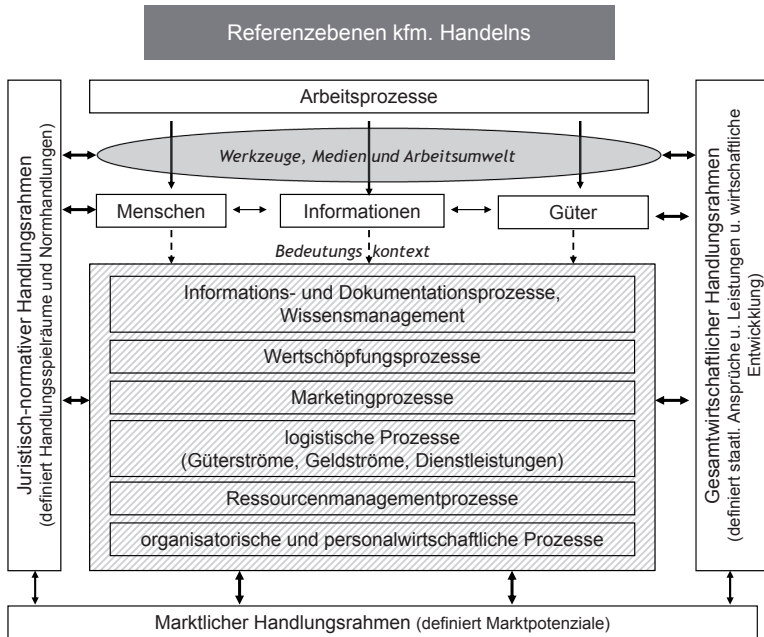 Referenzebenen kfm. Handelns
Arbeitsprozesse
Werkzeuge, Medien und Arbeitsumwelt
Menschen
Informationen
Güter
Bedeutungs kontext
Informations- und Dokumentationsprozesse,
Wissensmanagement
Wertschöpfungsprozesse
Marketingprozesse
logistische Prozesse
(Güterströme, Geldströme, Dienstleistungen)
Ressourcenmanagementprozesse
organisatorische und personalwirtschaftliche Prozesse
Juristisch-normativer Handlungsrahmen
(definiert Handlungsspielräume und Normhandlungen)
Gesamtwirtschaftlicher Handlungsrahmen
(definiert staatl. Ansprüche u. Leistungen u. wirtschaftliche
Entwicklung)
Marktlicher Handlungsrahmen (definiert Marktpotenziale)